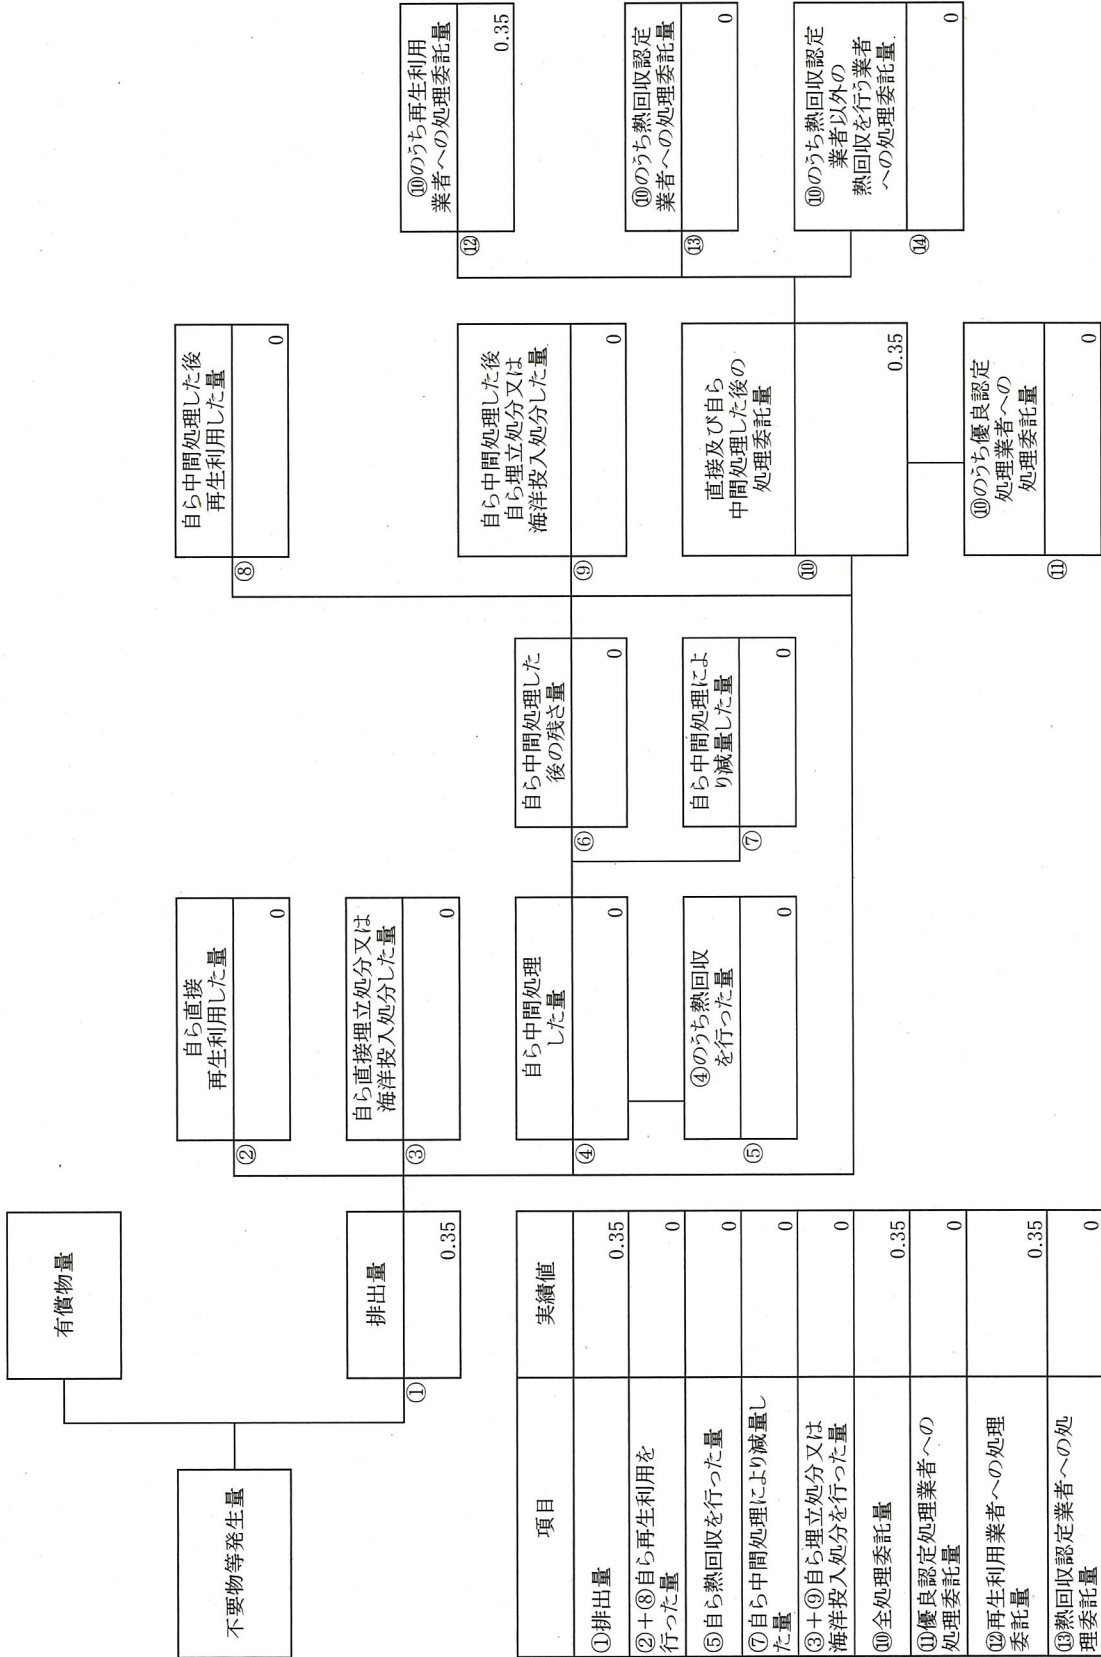 不要物等発生量
有償物量
排出量
①
0.35
自ら直接
再生利用した量
②
0
自ら直接埋立処分又は
海洋投入処分した量
③
0
自ら中間処理
した量
④
0
④のうち熱回収
を行った量
⑤
0
自ら中間処理した
後の残さ量
⑥
0
自ら中間処理によ
り減量した量
⑦
0
自ら中間処理した後
再生利用した量
⑧
0
自ら中間処理した後
自ら埋立処分又は
海洋投入処分した量
⑨
0
直接及び自ら
中間処理した後の
処理委託量
⑩
0.35
⑩のうち優良認定
処理業者への
処理委託量
⑪
0
⑩のうち再生利用
業者への処理委託量
⑫
0.35
⑩のうち熱回収認定
業者への処理委託量
⑬
0
⑩のうち熱回収認定
業者以外の
熱回収を行う業者
への処理委託量
⑭
0
項目 実績値
①排出量 0.35
②+⑧自ら再生利用を
行った量 0
⑤自ら熱回収を行った量 0
⑦自ら中間処理により減量し
た量 0
③+⑨自ら埋立処分又は
海洋投入処分を行った量 0
⑩全処理委託量 0.35
⑪優良認定処理業者への
処理委託量 0
⑫再生利用業者への処理
委託量 0.35
⑬熱回収認定業者への処
理委託量 0